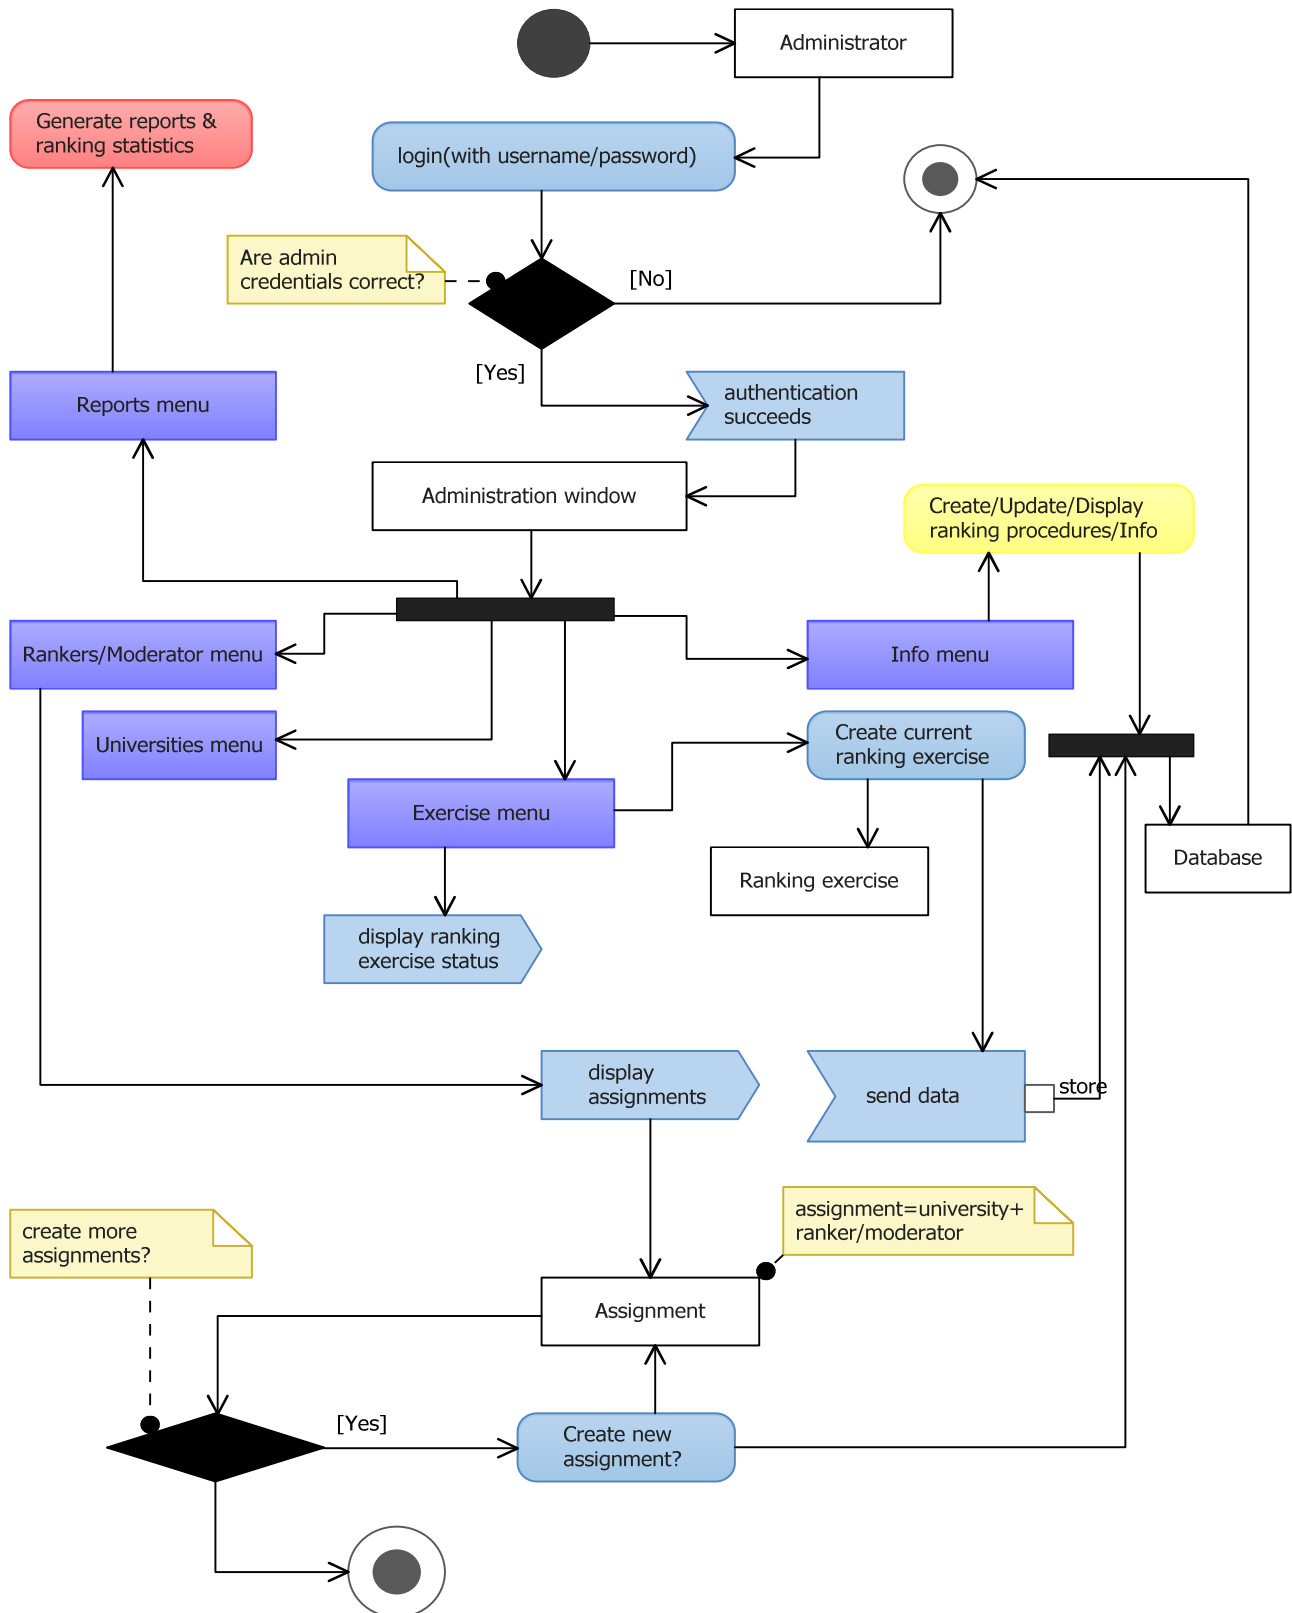 Administrator
Generate reports &
ranking statistics
login(with username/password)
Are admin
credentials correct?
[No]
[Yes]
authentication
succeeds
Reports menu
Administration window
Create/Update/Display
ranking procedures/Info
Rankers/Moderator menu
Info menu
Universities menu
Create current
ranking exercise
Exercise menu
Ranking exercise
Database
display ranking
exercise status
display
assignments
send data
store
assignment=university+
ranker/moderator
create more
assignments?
Assignment
[Yes]
Create new
assignment?